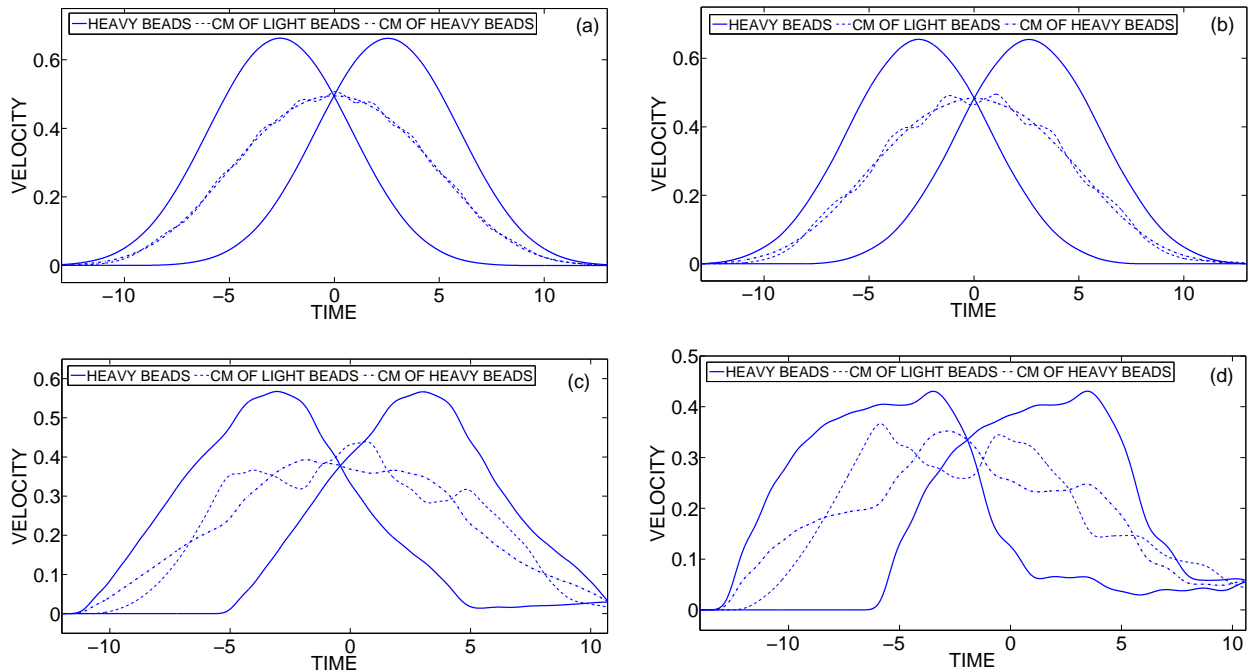 HEAVY BEADS CM OF LIGHT BEADS CM OF HEAVY BEADS (a)
0.6
0.4
0.2
0
VELOCITY
−10 −5 0 5 10
TIME
HEAVY BEADS CM OF LIGHT BEADS CM OF HEAVY BEADS (b)
0.6
0.4
0.2
0
VELOCITY
−10 −5 0 5 10
TIME
HEAVY BEADS CM OF LIGHT BEADS CM OF HEAVY BEADS (c)
0.6
0.5
0.4
0.3
0.2
0.1
0
VELOCITY
−10 −5 0 5 10
TIME
0.5
HEAVY BEADS CM OF LIGHT BEADS CM OF HEAVY BEADS (d)
0.4
0.3
0.2
0.1
0
VELOCITY
−10 −5 0 5 10
TIME